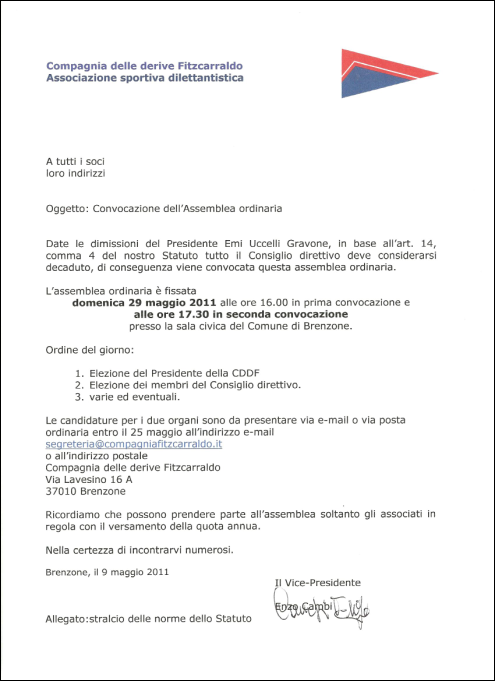 Compagnia delle derive Fitzcarraldo
Associazione sportiva dilettantistica
A tutti i soci
loro indirizzi
Oggetto: Convocazione dell'Assemblea ordinaria
Date le dimissioni del Presidente Emi Uccelli Gravone, in base all'art. 14,
comma 4 del nostro Statuto tutto il Consiglio direttivo deve considerarsi
decaduto, di conseguenza viene convocata questa assemblea ordinaria.
L'assemblea ordinaria è fissata
domenica 29 maggio 2011 alle ore 16.00 in prima convocazione e
alle ore 17.30 in seconda convocazione
presso la sala civica del Comune di Brenzone.
Ordine del giorno:
1. Elezione del Presidente della CDDF
2. Elezione dei membri del Consiglio direttivo.
3. varie ed eventuali.
Le candidature per i due organi sono da presentare via e-mail o via posta
ordinaria entro il 25 maggio all'indirizzo e-mail
segreteria@compagniafitzcarraldo.it
o all'indirizzo postale
Compagnia delle derive Fitzcarraldo
Via Lavesino 16 A
37010 Brenzone
Ricordiamo che possono prendere parte all'assemblea soltanto gli associati in
regola con il versamento della quota annua.
Nella certezza di incontrarvi numerosi.
Brenzone, il 9 maggio 2011
Il Vice-Presidente
Enzo Cambi
Allegato:stralcio delle norme dello Statuto